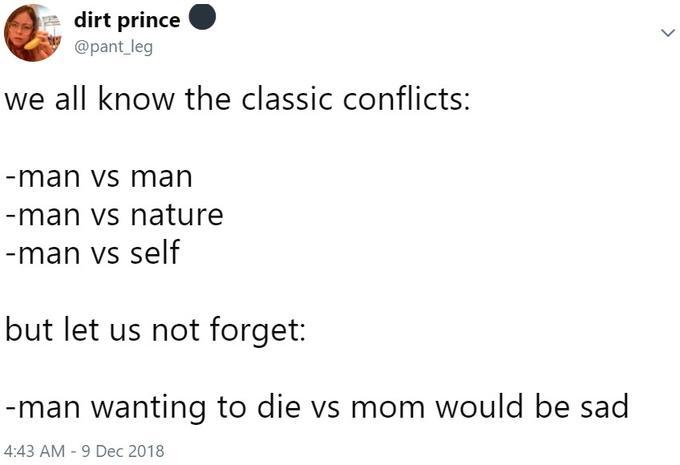 dirt prince
@pant_leg
we all know the classic conflicts:
-man vs man
-man vs nature
-man vs self
but let us not forget:
-man wanting to die vs mom would be sad
4:43 AM - 9 Dec 2018